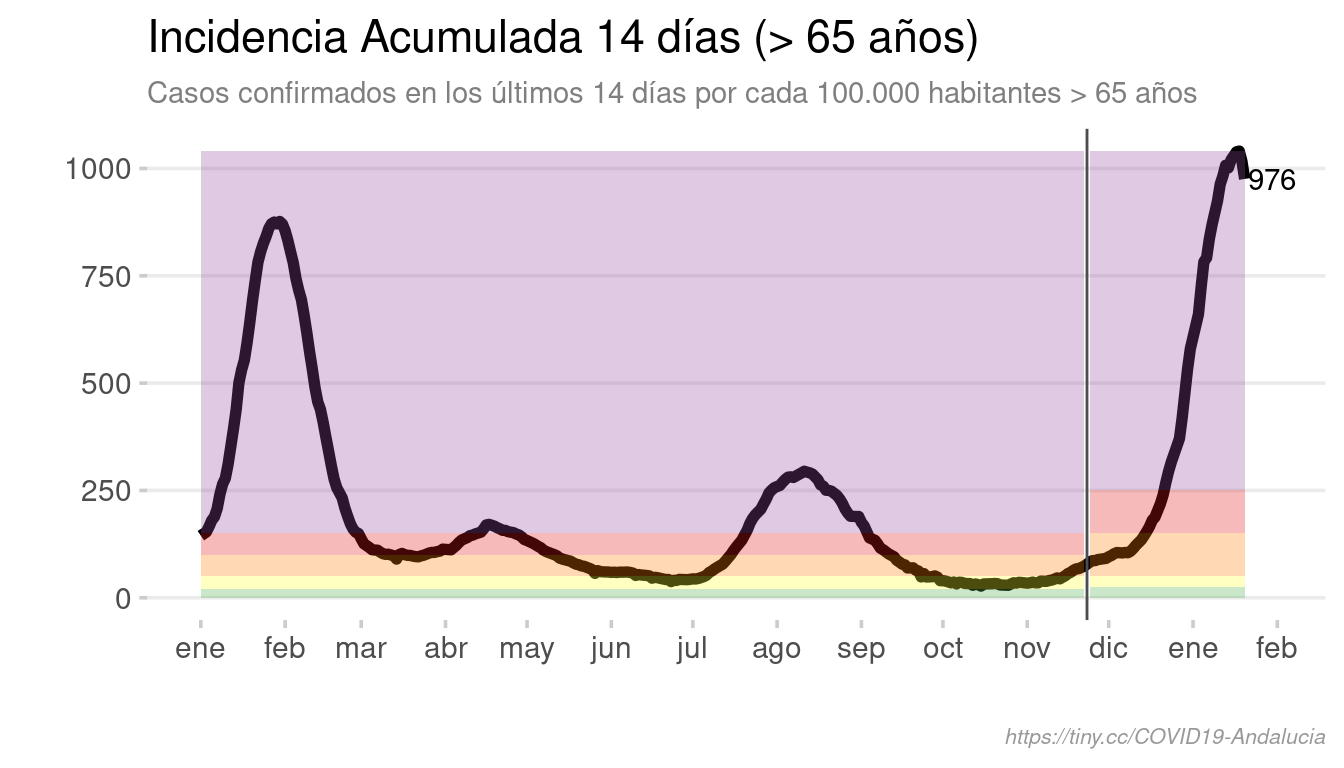 Incidencia Acumulada 14 días (> 65 años)
Casos confirmados en los últimos 14 días por cada 100.000 habitantes > 65 años
1000
976
750
500
250
0
ene feb mar abr may jun jul ago sep oct nov dic ene feb
https://tiny.cc/COVID19-Andalucia